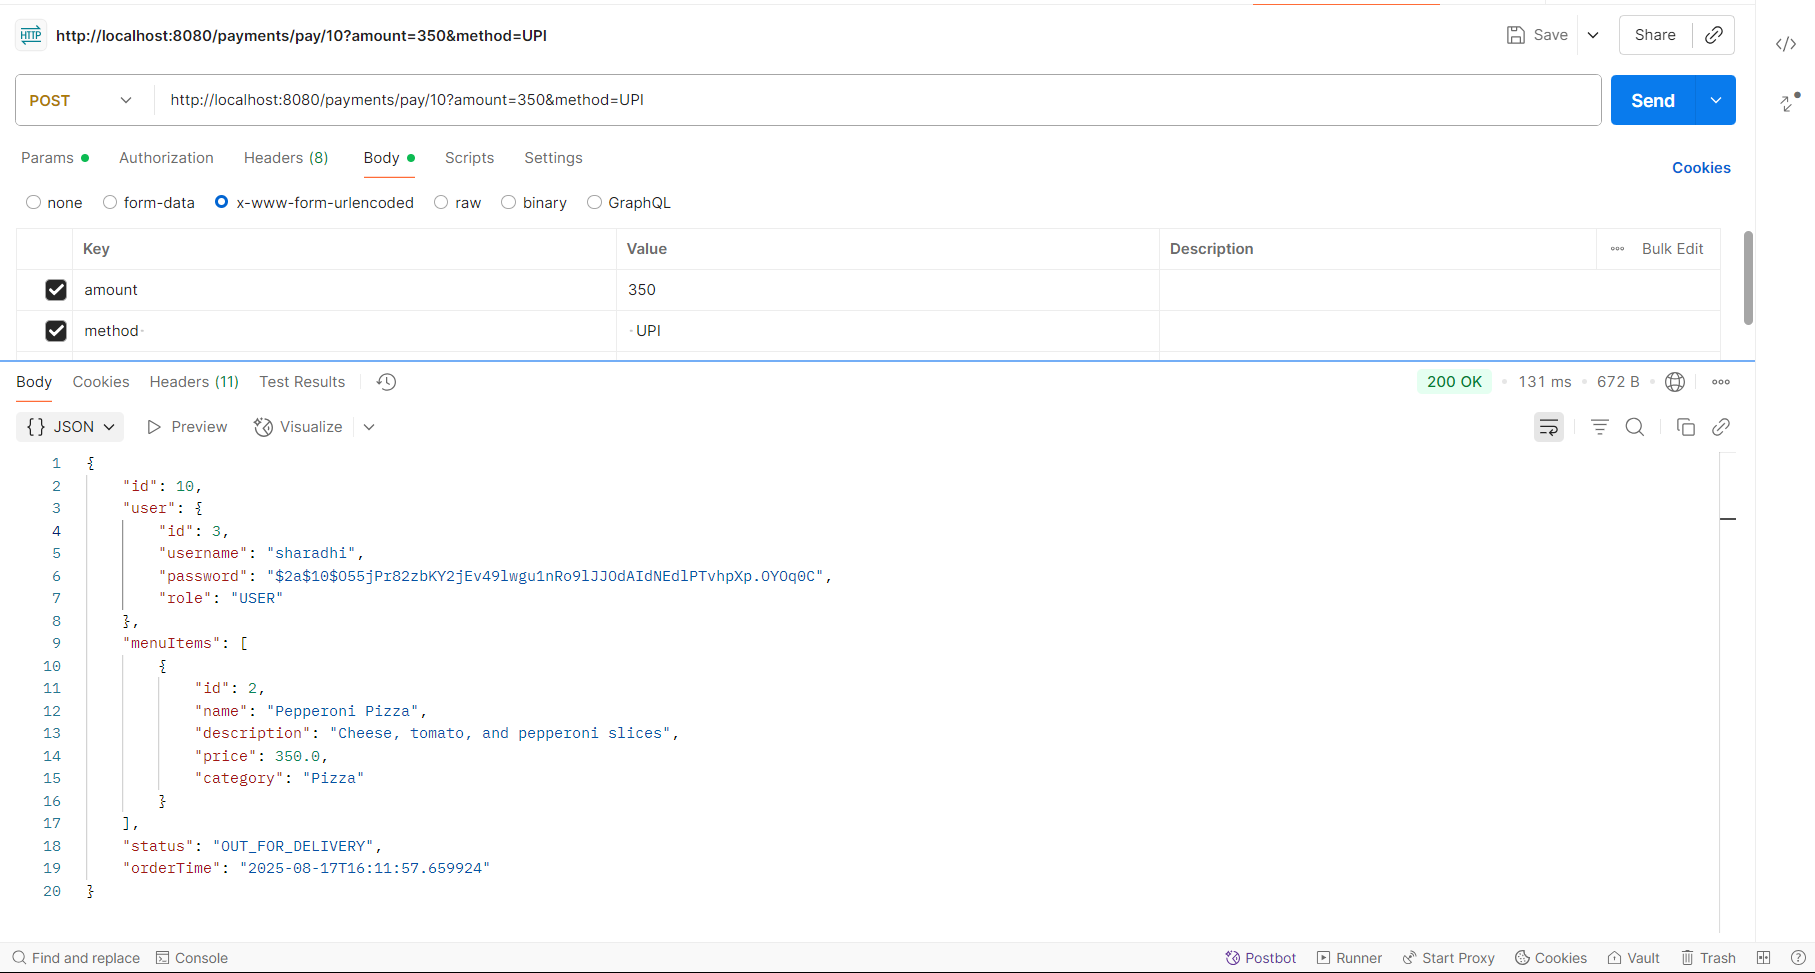 HTTP http://localhost:8080/payments/pay/10?amount=350&method=UPI Save Share
POST http://localhost:8080/payments/pay/10?amount=350&method=UPI Send
Params Authorization Headers (8) Body Scripts Settings Cookies
none form-data x-www-form-urlencoded raw binary GraphQL
Key Value Description Bulk Edit
amount 350
method UPI
Body Cookies Headers (11) Test Results 200 OK 131 ms 672 B
{} JSON Preview Visualize
1 {
2 "id": 10,
3 "user": {
4 "id": 3,
5 "username": "sharadhi",
6 "password": "$2a$10$O55jPr82zbKY2jEv49lwgu1nRo9lJJOdAIdNEdlPTvhpXp.OYOq0C",
7 "role": "USER"
8 },
9 "menuItems": [
10 {
11 "id": 2,
12 "name": "Pepperoni Pizza",
13 "description": "Cheese, tomato, and pepperoni slices",
14 "price": 350.0,
15 "category": "Pizza"
16 }
17 ],
18 "status": "OUT_FOR_DELIVERY",
19 "orderTime": "2025-08-17T16:11:57.659924"
20 }
Find and replace Console Postbot Runner Start Proxy Cookies Vault Trash